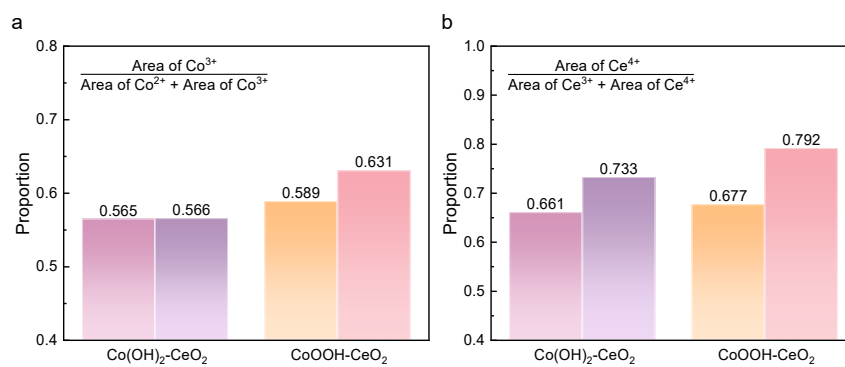 a
Area of Co³⁺
Area of Co²⁺ + Area of Co³⁺
Proportion
0.8
0.7
0.6
0.5
0.4
0.565
0.566
0.589
0.631
Co(OH)₂-CeO₂
CoOOH-CeO₂
b
Area of Ce⁴⁺
Area of Ce³⁺ + Area of Ce⁴⁺
Proportion
1.0
0.9
0.8
0.7
0.6
0.5
0.4
0.661
0.733
0.677
0.792
Co(OH)₂-CeO₂
CoOOH-CeO₂